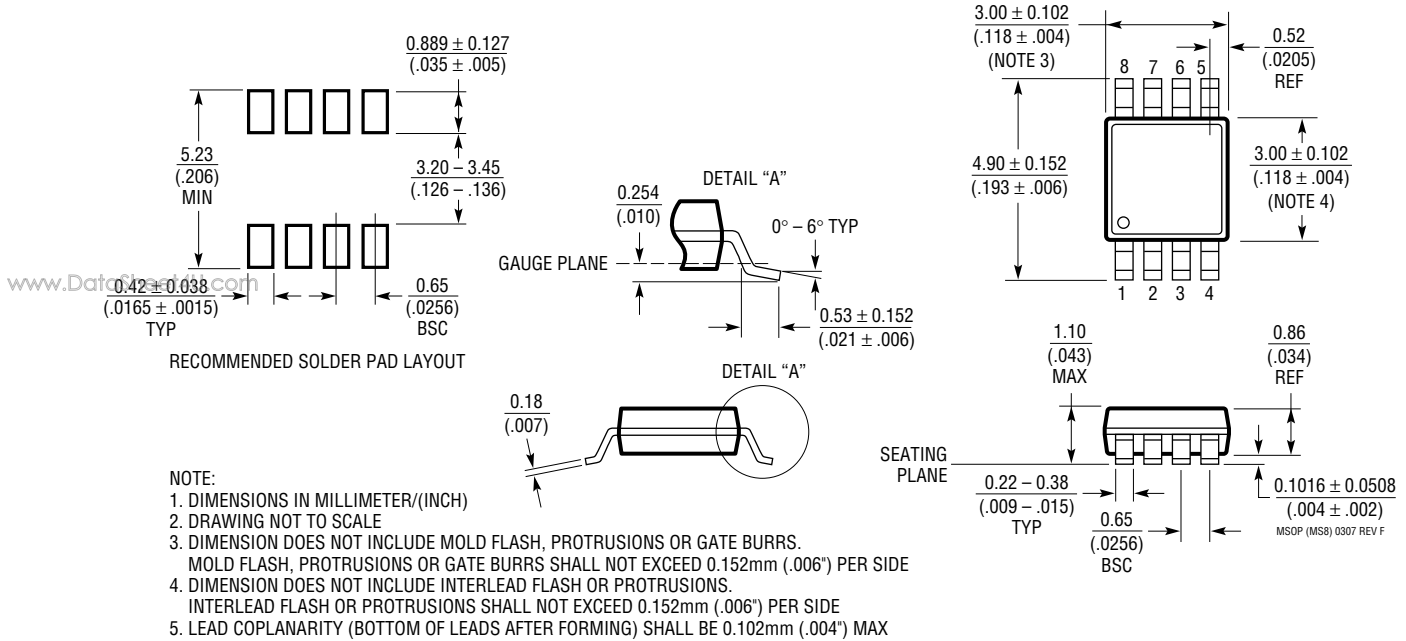 0.889 ± 0.127
(.035 ± .005)
5.23
(.206)
MIN
3.20 – 3.45
(.126 – .136)
0.42 ± 0.038
(.0165 ± .0015)
TYP
0.65
(.0256)
BSC
RECOMMENDED SOLDER PAD LAYOUT
www.DataSheet4U.com
DETAIL “A”
0.254
(.010)
0° – 6° TYP
GAUGE PLANE
0.53 ± 0.152
(.021 ± .006)
DETAIL “A”
0.18
(.007)
3.00 ± 0.102
(.118 ± .004)
(NOTE 3)
0.52
(.0205)
REF
8 7 6 5
4.90 ± 0.152
(.193 ± .006)
3.00 ± 0.102
(.118 ± .004)
(NOTE 4)
1 2 3 4
1.10
(.043)
MAX
0.86
(.034)
REF
SEATING
PLANE
0.22 – 0.38
(.009 – .015)
TYP
0.65
(.0256)
BSC
0.1016 ± 0.0508
(.004 ± .002)
MSOP (MS8) 0307 REV F
NOTE:
1. DIMENSIONS IN MILLIMETER/(INCH)
2. DRAWING NOT TO SCALE
3. DIMENSION DOES NOT INCLUDE MOLD FLASH, PROTRUSIONS OR GATE BURRS.
MOLD FLASH, PROTRUSIONS OR GATE BURRS SHALL NOT EXCEED 0.152mm (.006") PER SIDE
4. DIMENSION DOES NOT INCLUDE INTERLEAD FLASH OR PROTRUSIONS.
INTERLEAD FLASH OR PROTRUSIONS SHALL NOT EXCEED 0.152mm (.006") PER SIDE
5. LEAD COPLANARITY (BOTTOM OF LEADS AFTER FORMING) SHALL BE 0.102mm (.004") MAX